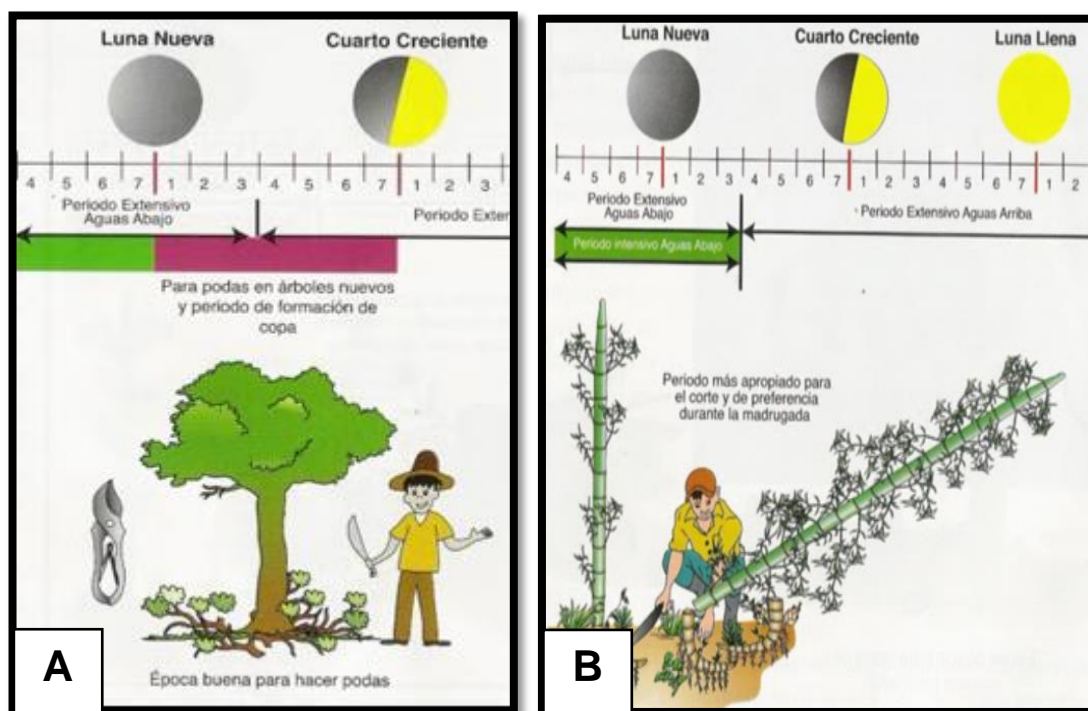 Luna Nueva
Cuarto Creciente
4 5 6 7 1 2 3 4 5 6 7 1 2 3
Periodo Extensivo
Aguas Abajo
Periodo Exter
Para podas en árboles nuevos
y periodo de formación de
copa
Época buena para hacer podas
A
Luna Nueva
Cuarto Creciente
Luna Llena
4 5 6 7 1 2 3 4 5 6 7 1 2 3 4 5 6 7 1 2
Periodo Extensivo
Aguas Abajo
Periodo Extensivo Aguas Arriba
Periodo intensivo Aguas Abajo
Periodo más apropiado para
el corte y de preferencia
durante la madrugada
B